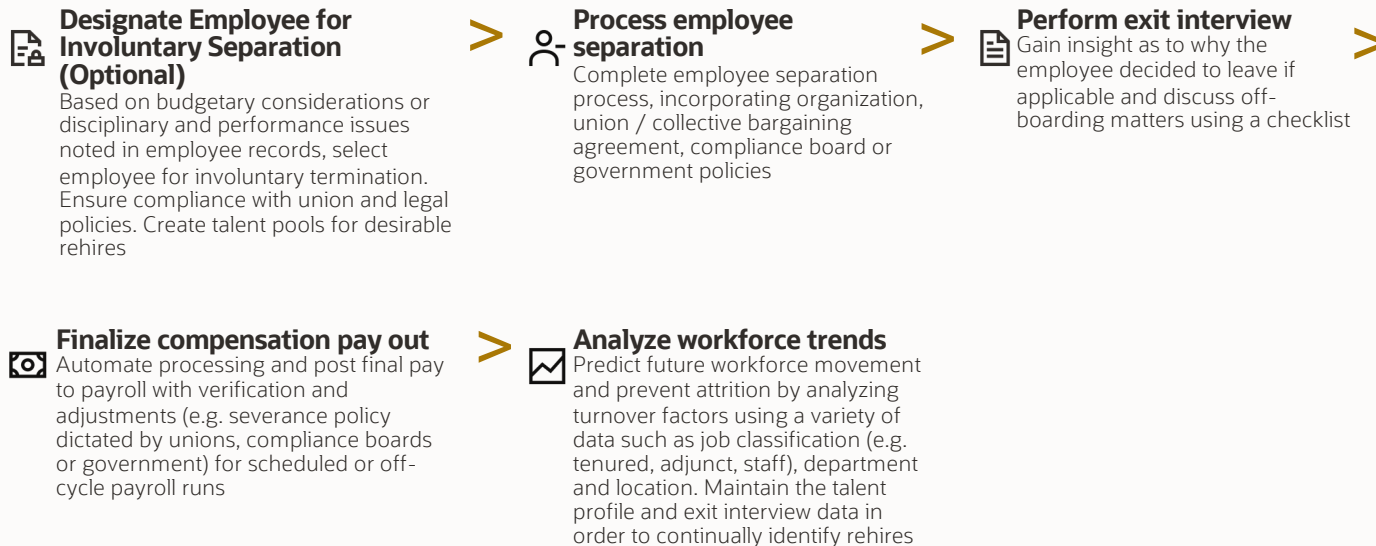 Designate Employee for
Involuntary Separation
(Optional)
Based on budgetary considerations or
disciplinary and performance issues
noted in employee records, select
employee for involuntary termination.
Ensure compliance with union and legal
policies. Create talent pools for desirable
rehires
>
Process employee
separation
Complete employee separation
process, incorporating organization,
union / collective bargaining
agreement, compliance board or
government policies
>
Perform exit interview
Gain insight as to why the
employee decided to leave if
applicable and discuss off-
boarding matters using a checklist
>
Finalize compensation pay out
Automate processing and post final pay
to payroll with verification and
adjustments (e.g. severance policy
dictated by unions, compliance boards
or government) for scheduled or off-
cycle payroll runs
>
Analyze workforce trends
Predict future workforce movement
and prevent attrition by analyzing
turnover factors using a variety of
data such as job classification (e.g.
tenured, adjunct, staff), department
and location. Maintain the talent
profile and exit interview data in
order to continually identify rehires